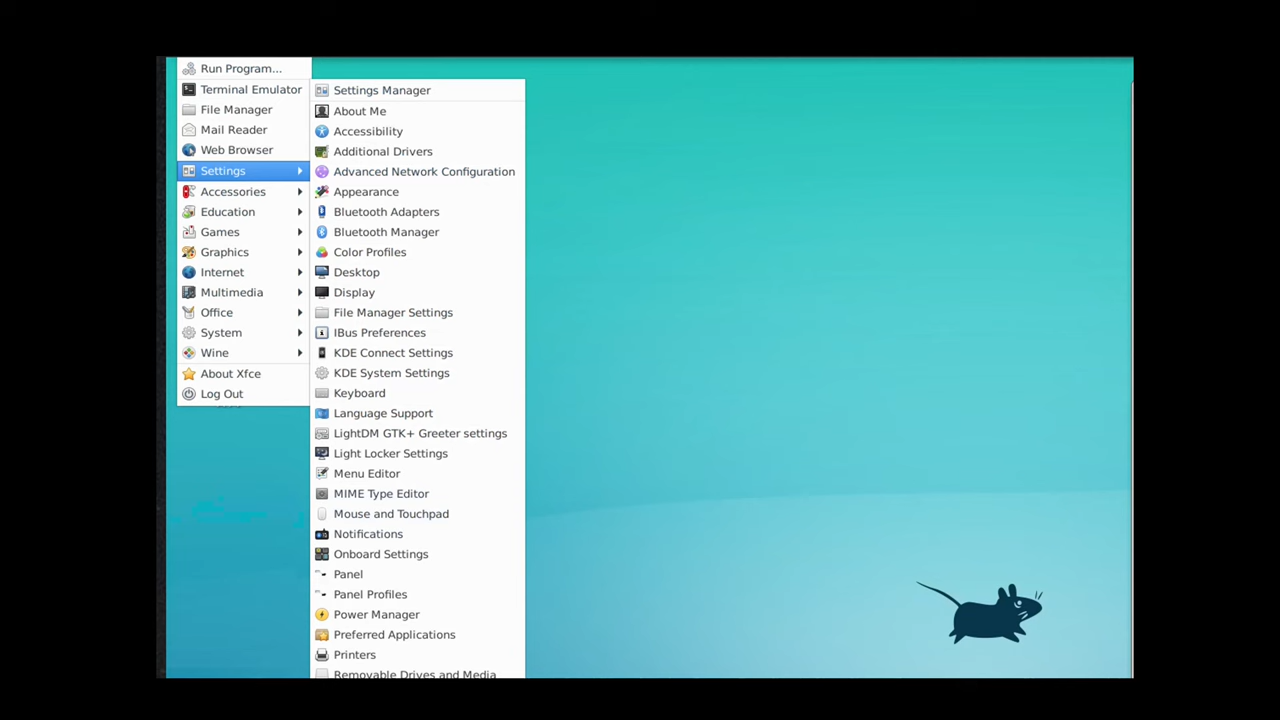 Run Program...
Terminal Emulator
File Manager
Mail Reader
Web Browser
Settings
Accessories
Education
Games
Graphics
Internet
Multimedia
Office
System
Wine
About Xfce
Log Out
Settings Manager
About Me
Accessibility
Additional Drivers
Advanced Network Configuration
Appearance
Bluetooth Adapters
Bluetooth Manager
Color Profiles
Desktop
Display
File Manager Settings
IBus Preferences
KDE Connect Settings
KDE System Settings
Keyboard
Language Support
LightDM GTK+ Greeter settings
Light Locker Settings
Menu Editor
MIME Type Editor
Mouse and Touchpad
Notifications
Onboard Settings
Panel
Panel Profiles
Power Manager
Preferred Applications
Printers
Removable Drives and Media